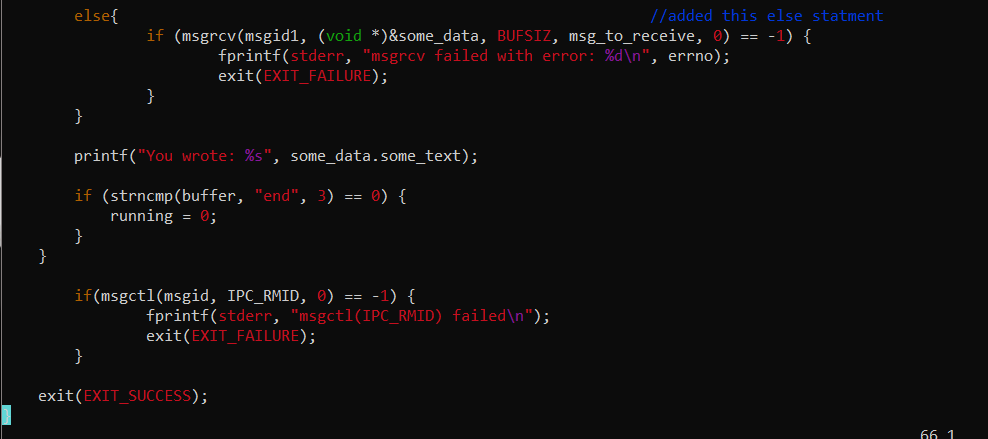 else{ //added this else statment
if (msgrcv(msgid1, (void *)&some_data, BUFSIZ, msg_to_receive, 0) == -1) {
fprintf(stderr, "msgrcv failed with error: %d\n", errno);
exit(EXIT_FAILURE);
}
}
printf("You wrote: %s", some_data.some_text);
if (strncmp(buffer, "end", 3) == 0) {
running = 0;
}
}
if(msgctl(msgid, IPC_RMID, 0) == -1) {
fprintf(stderr, "msgctl(IPC_RMID) failed\n");
exit(EXIT_FAILURE);
}
exit(EXIT_SUCCESS);
}
66,1